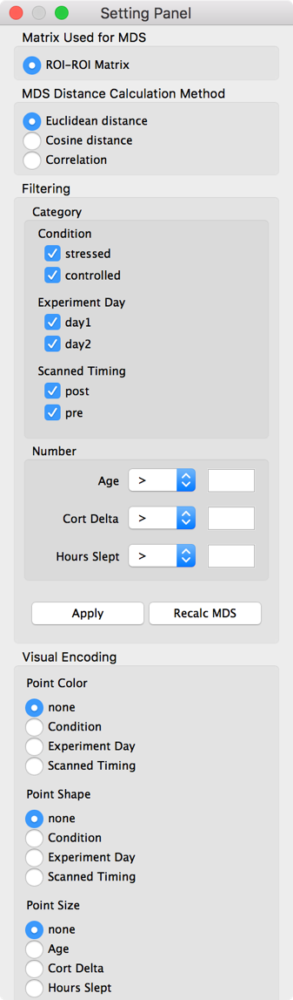 Setting Panel
Matrix Used for MDS
ROI-ROI Matrix
MDS Distance Calculation Method
Euclidean distance
Cosine distance
Correlation
Filtering
Category
Condition
stressed
controlled
Experiment Day
day1
day2
Scanned Timing
post
pre
Number
Age >
Cort Delta >
Hours Slept >
Apply Recalc MDS
Visual Encoding
Point Color
none
Condition
Experiment Day
Scanned Timing
Point Shape
none
Condition
Experiment Day
Scanned Timing
Point Size
none
Age
Cort Delta
Hours Slept